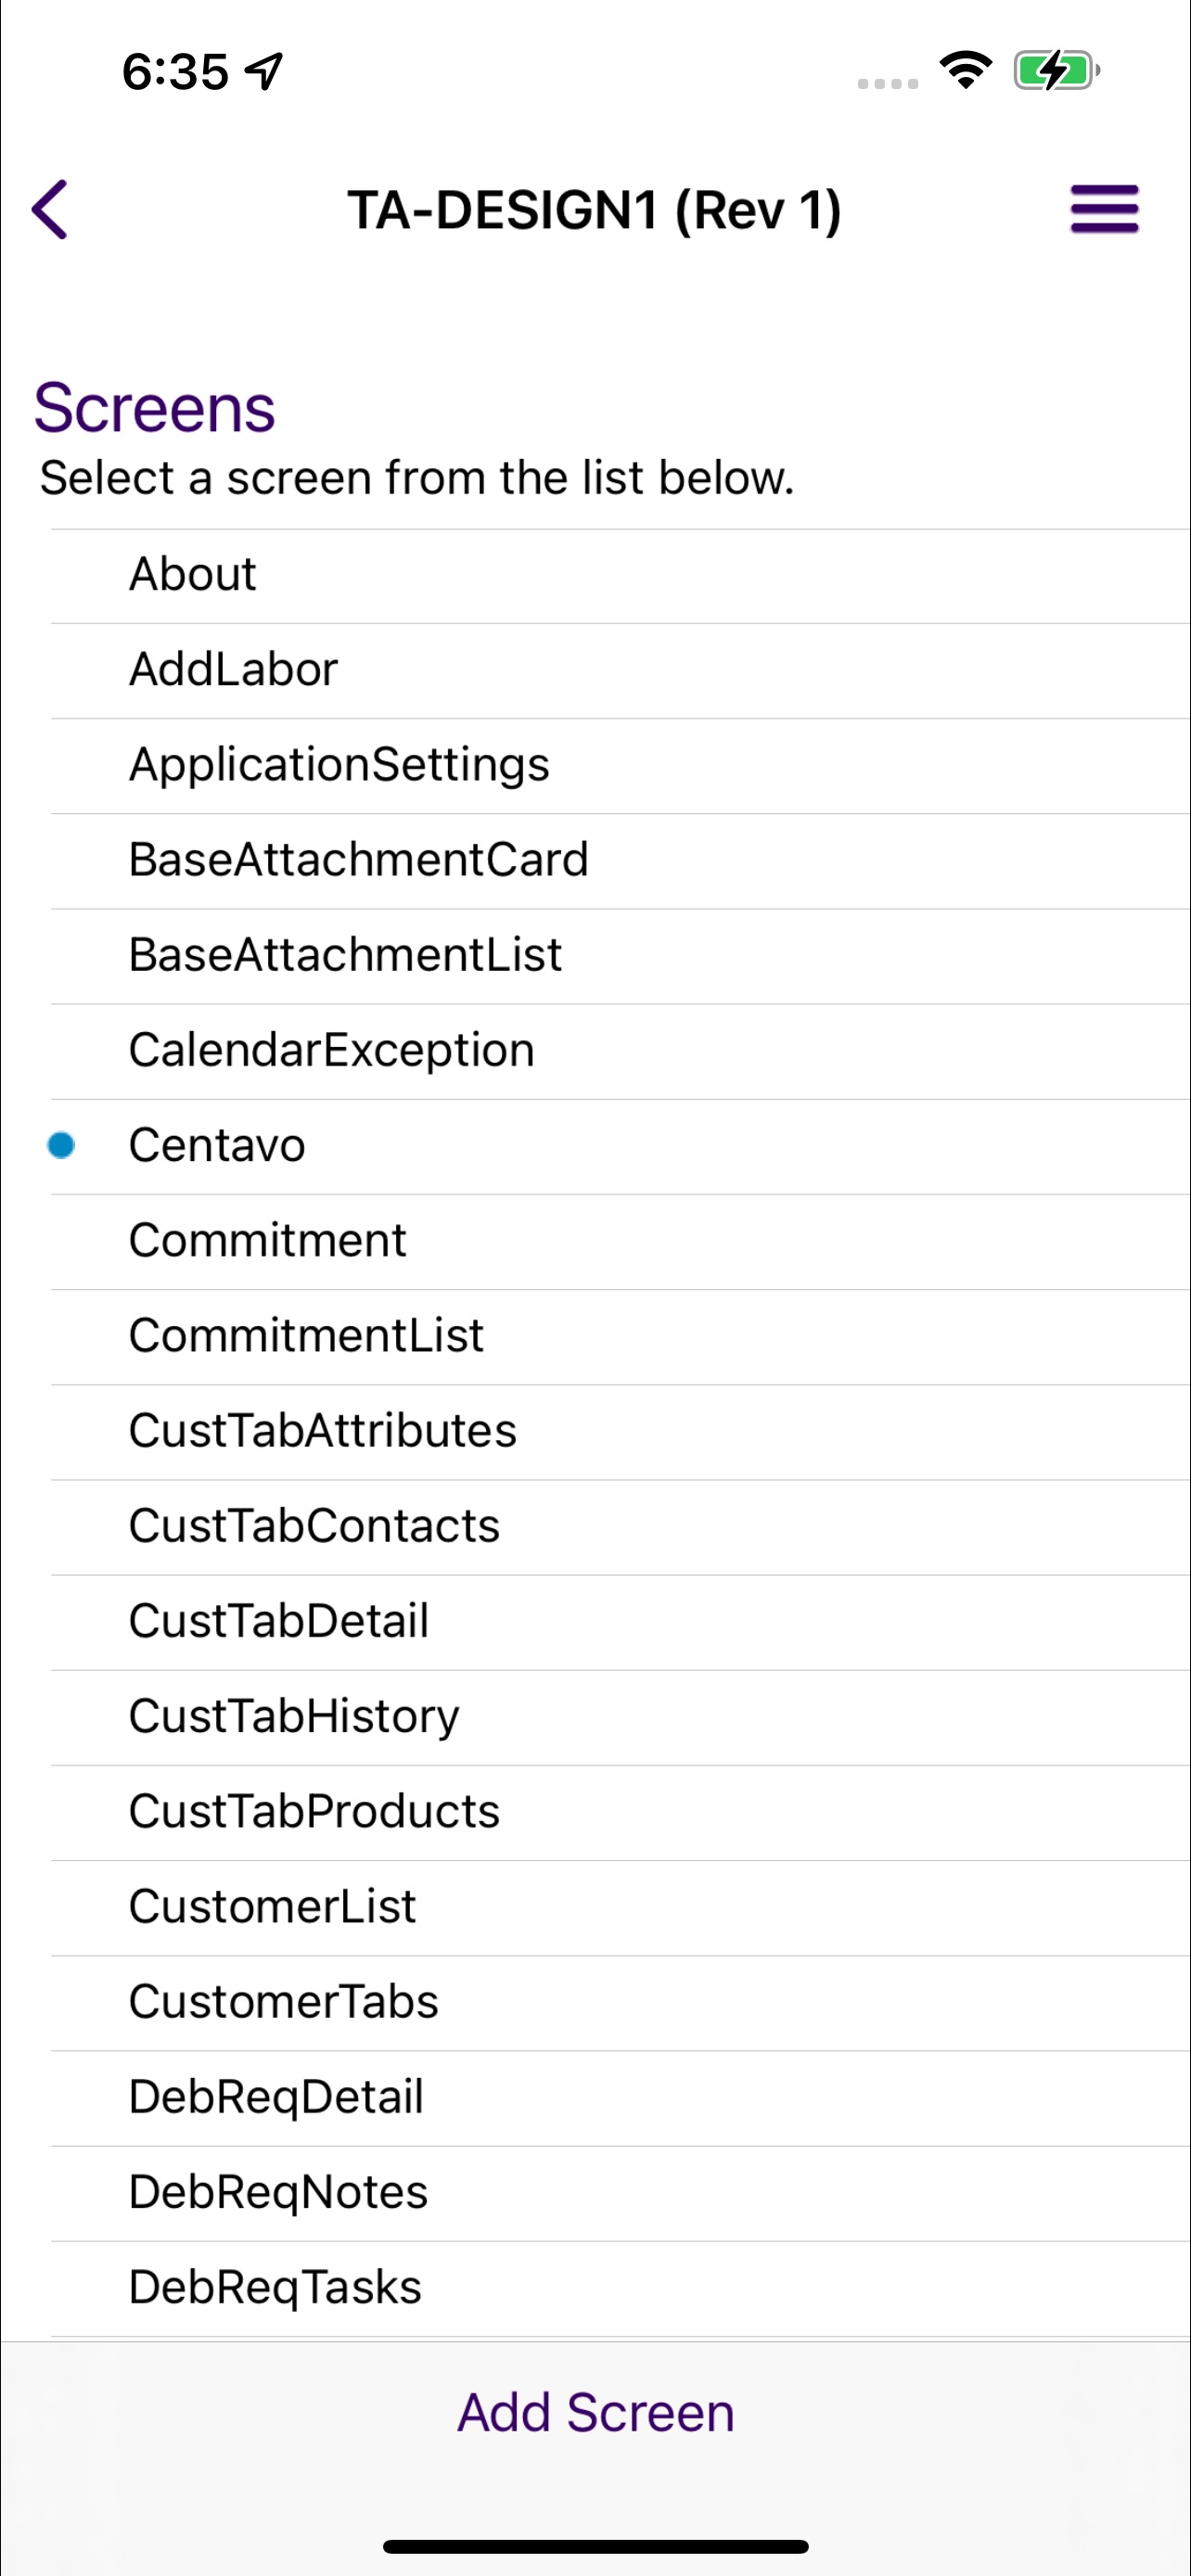 6:35
TA-DESIGN1 (Rev 1)
Screens
Select a screen from the list below.
About
AddLabor
ApplicationSettings
BaseAttachmentCard
BaseAttachmentList
CalendarException
Centavo
Commitment
CommitmentList
CustTabAttributes
CustTabContacts
CustTabDetail
CustTabHistory
CustTabProducts
CustomerList
CustomerTabs
DebReqDetail
DebReqNotes
DebReqTasks
Add Screen